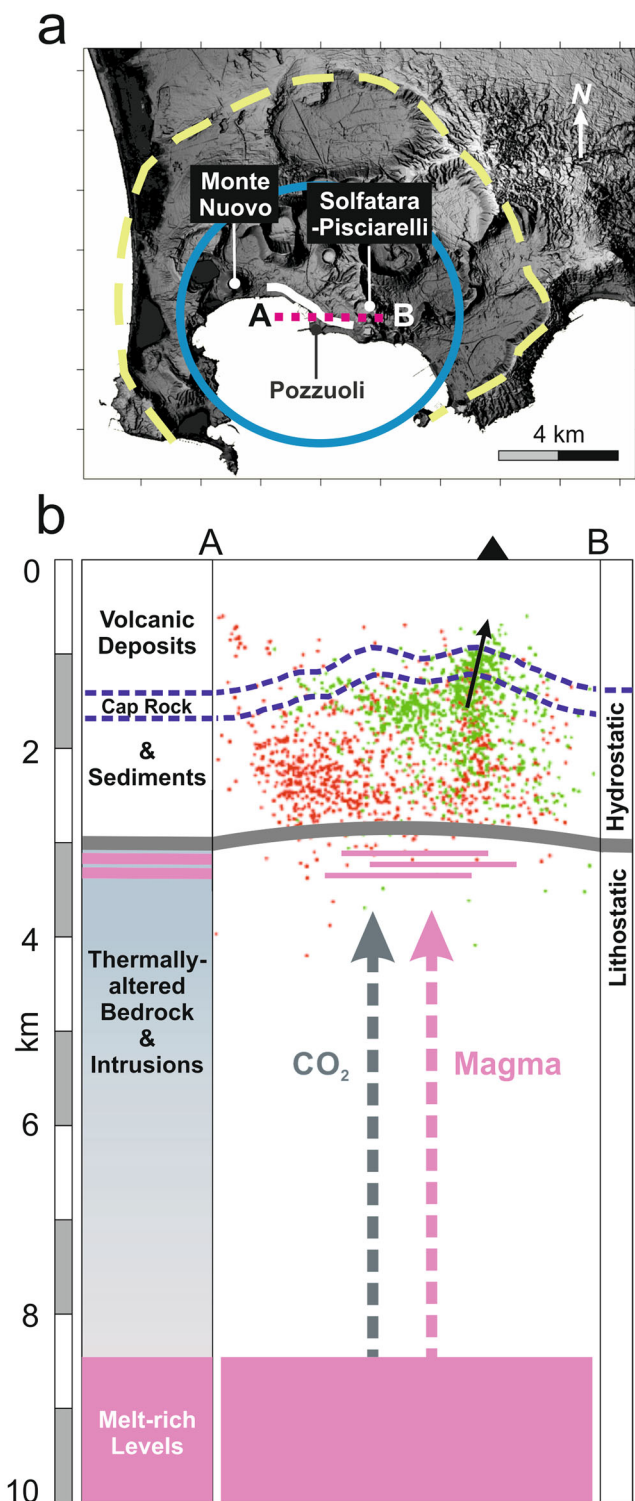 a
N
Monte
Nuovo
Solfatara
-Pisciarelli
A
B
Pozzuoli
4 km
b
A
B
0
Volcanic
Deposits
Cap Rock
&
Sediments
2
Hydrostatic
Lithostatic
4
Thermally-
altered
Bedrock
&
Intrusions
km
CO₂
Magma
6
8
Melt-rich
Levels
10